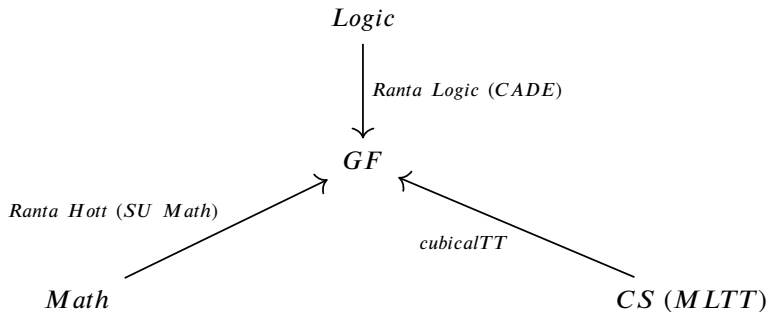 Logic
Ranta Logic (CADE)
GF
Ranta Hott (SU Math)
cubicalTT
Math
CS (MLTT)